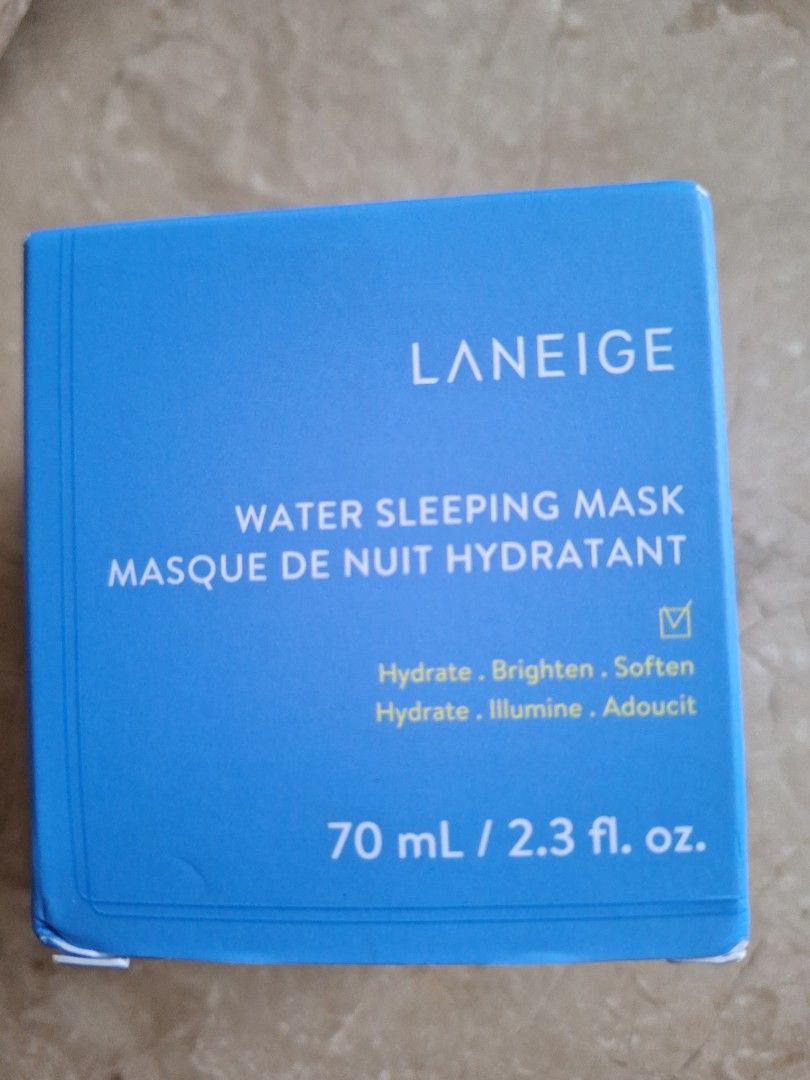 LANEIGE
WATER SLEEPING MASK
MASQUE DE NUIT HYDRATANT
Hydrate . Brighten . Soften
Hydrate . Illumine . Adoucit
70 mL / 2.3 fl. oz.